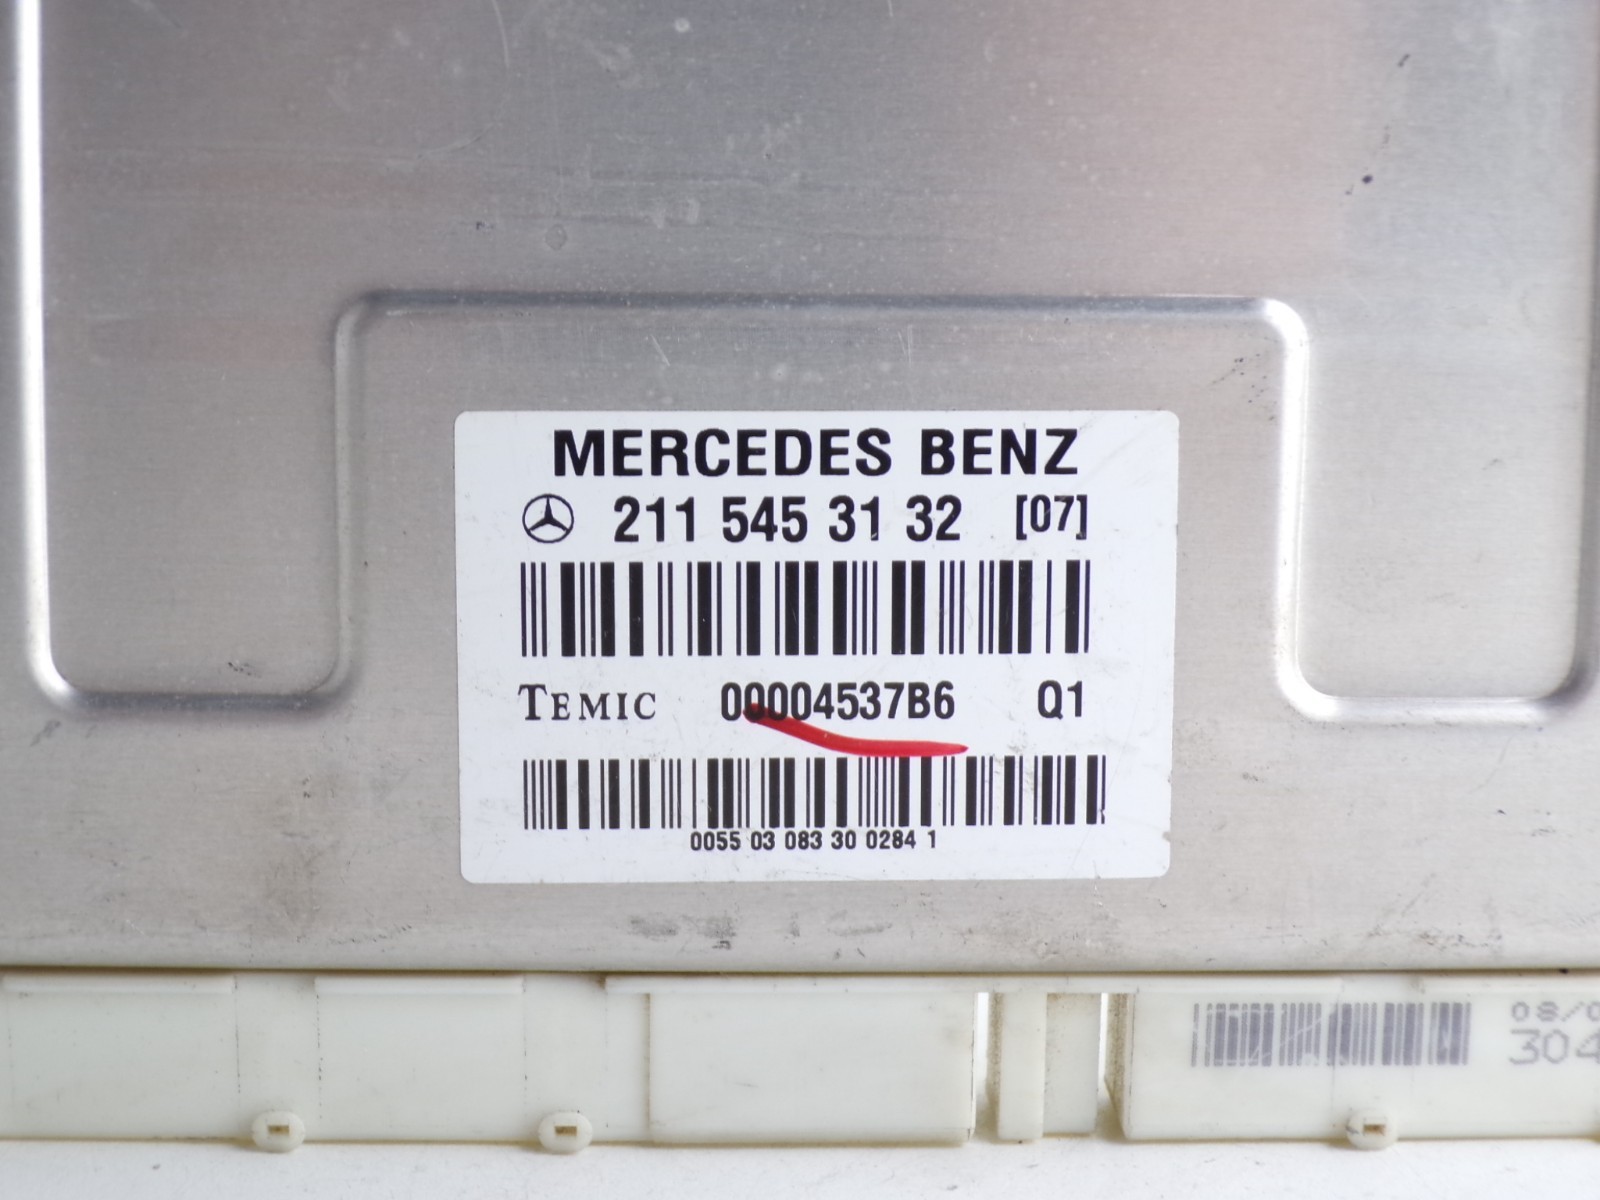 MERCEDES BENZ
211 545 31 32 [07]
TEMIC 00004537B6 Q1
0055 03 083 30 0284 1
08/0
304